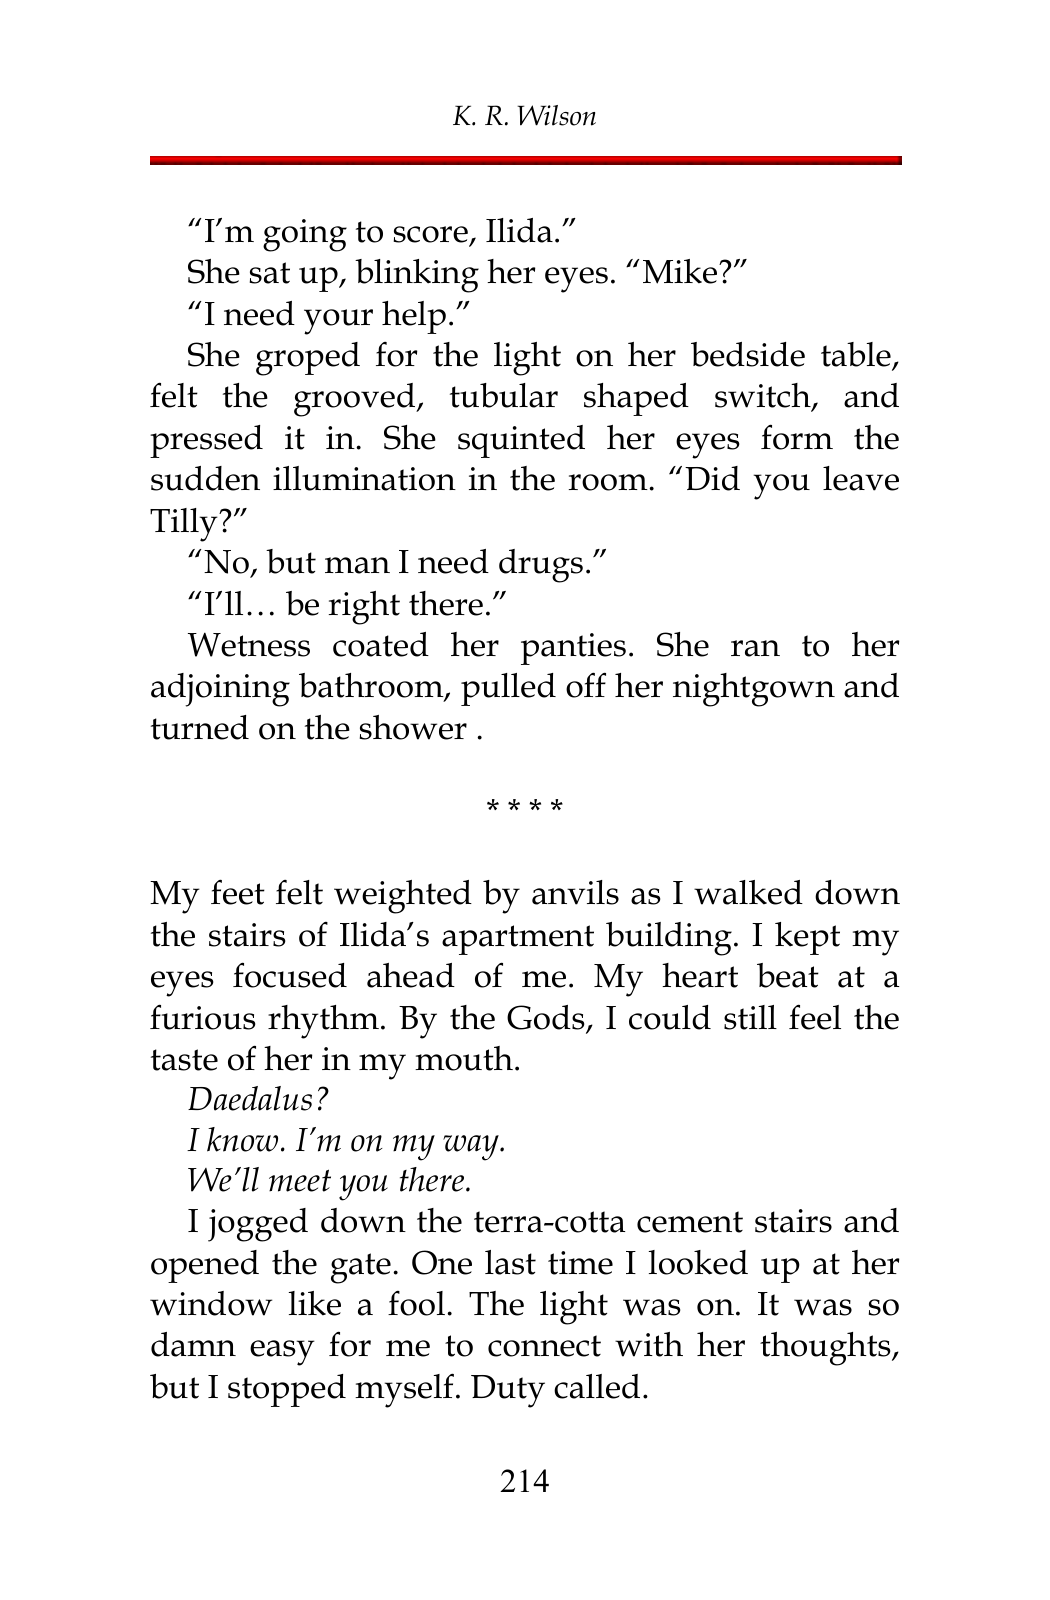 K. R. Wilson
“I’m going to score, Ilida.”
She sat up, blinking her eyes. “Mike?”
“I need your help.”
She groped for the light on her bedside table,
felt the grooved, tubular shaped switch, and
pressed it in. She squinted her eyes form the
sudden illumination in the room. “Did you leave
Tilly?”
“No, but man I need drugs.”
“I’ll… be right there.”
Wetness coated her panties. She ran to her
adjoining bathroom, pulled off her nightgown and
turned on the shower .
* * * *
My feet felt weighted by anvils as I walked down
the stairs of Ilida’s apartment building. I kept my
eyes focused ahead of me. My heart beat at a
furious rhythm. By the Gods, I could still feel the
taste of her in my mouth.
Daedalus?
I know. I’m on my way.
We’ll meet you there.
I jogged down the terra-cotta cement stairs and
opened the gate. One last time I looked up at her
window like a fool. The light was on. It was so
damn easy for me to connect with her thoughts,
but I stopped myself. Duty called.
214